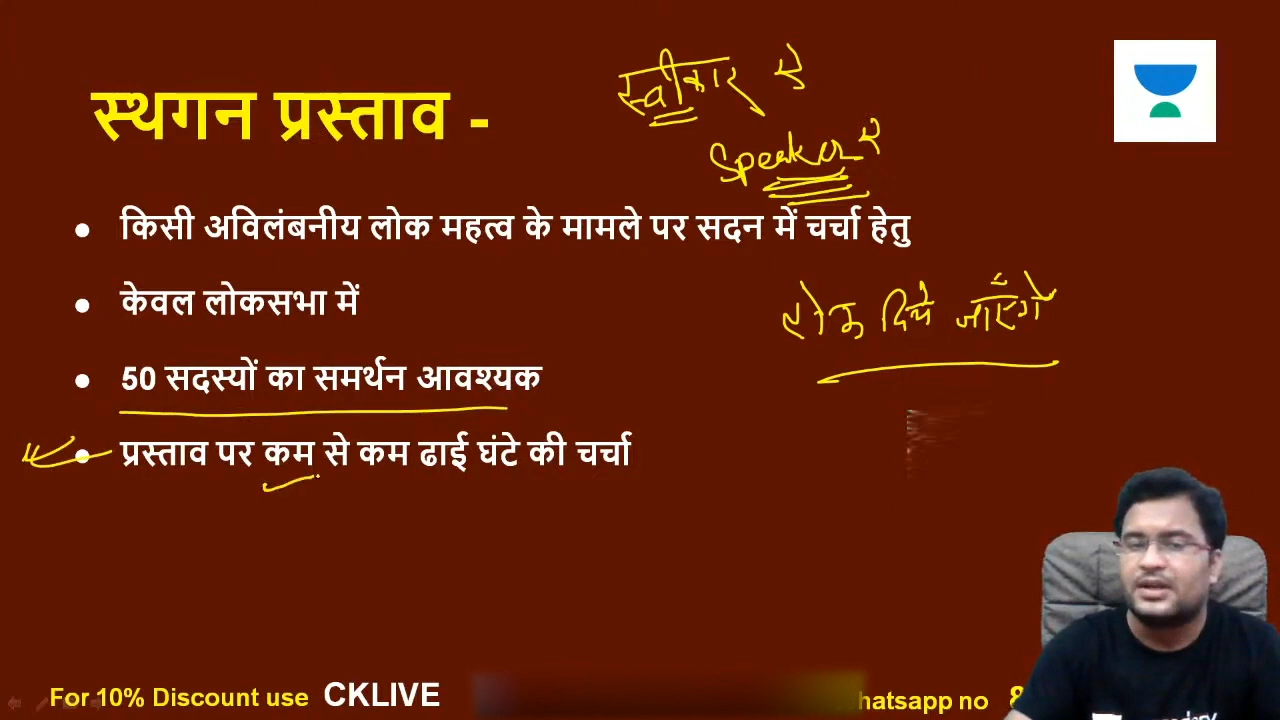 स्वीकार रे
स्थगन प्रस्ताव -
Speaker रे
किसी अविलंबनीय लोक महत्व के मामले पर सदन में चर्चा हेतु
केवल लोकसभा में
रोक दिये जाएंगे
50 सदस्यों का समर्थन आवश्यक
प्रस्ताव पर कम से कम ढाई घंटे की चर्चा
For 10% Discount use CKLIVE
hatsapp no 8